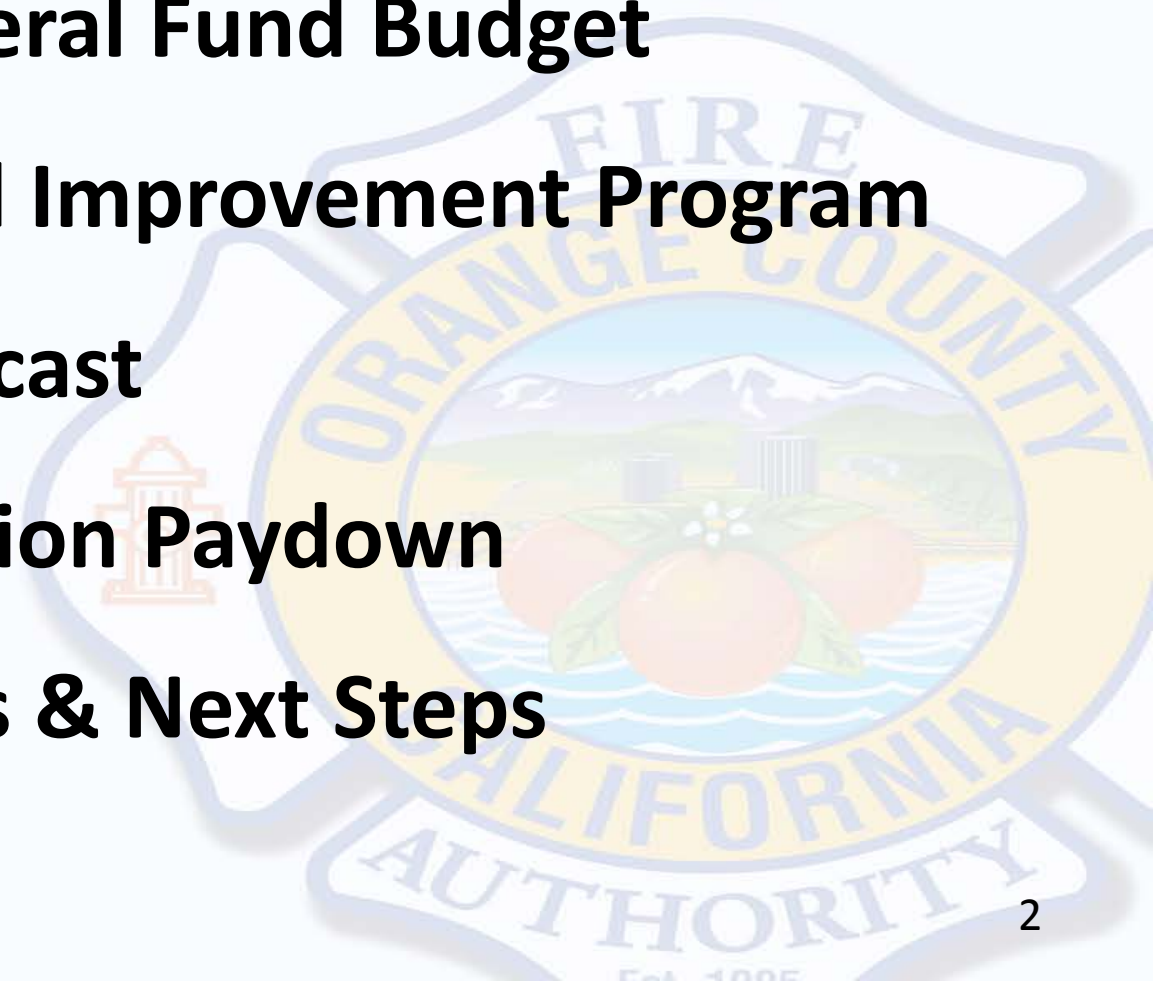 eral Fund Budget
l Improvement Program
cast
ion Paydown
s & Next Steps
FIRE
ORANGE COUNTY
CALIFORNIA
AUTHORITY
2